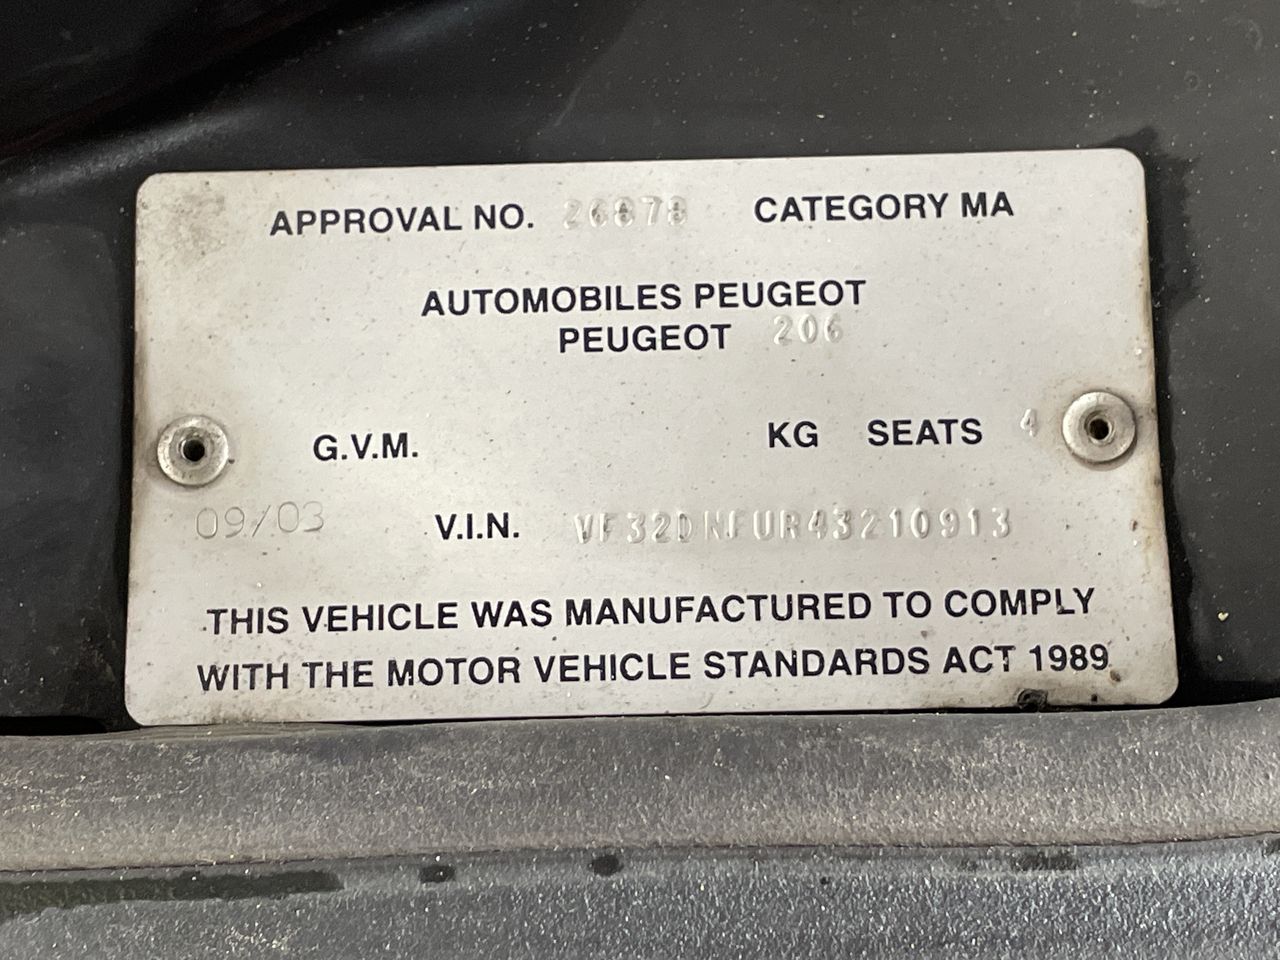 APPROVAL NO. 26878 CATEGORY MA
AUTOMOBILES PEUGEOT
PEUGEOT 206
G.V.M. KG SEATS 4
09/03 V.I.N. VF32DNFUR43210913
THIS VEHICLE WAS MANUFACTURED TO COMPLY
WITH THE MOTOR VEHICLE STANDARDS ACT 1989